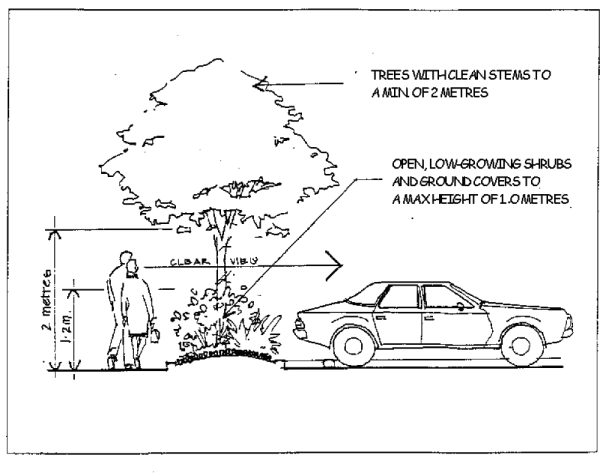 TREES WITH CLEAN STEMS TO
A MIN. OF 2 METRES
OPEN, LOW-GROWING SHRUBS
AND GROUND COVERS TO
A MAX HEIGHT OF 1.0 METRES
CLEAR VIEW
2 metres
1.2m.